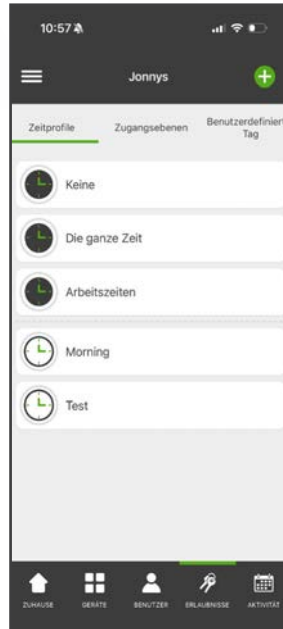 10:57
Jonnys
Zeitprofile
Zugangsebenen
Benutzerdefiniert
Tag
Keine
Die ganze Zeit
Arbeitszeiten
Morning
Test
ZUHAUSE
GERÄTE
BENUTZER
ERLAUBNISSE
AKTIVITÄT